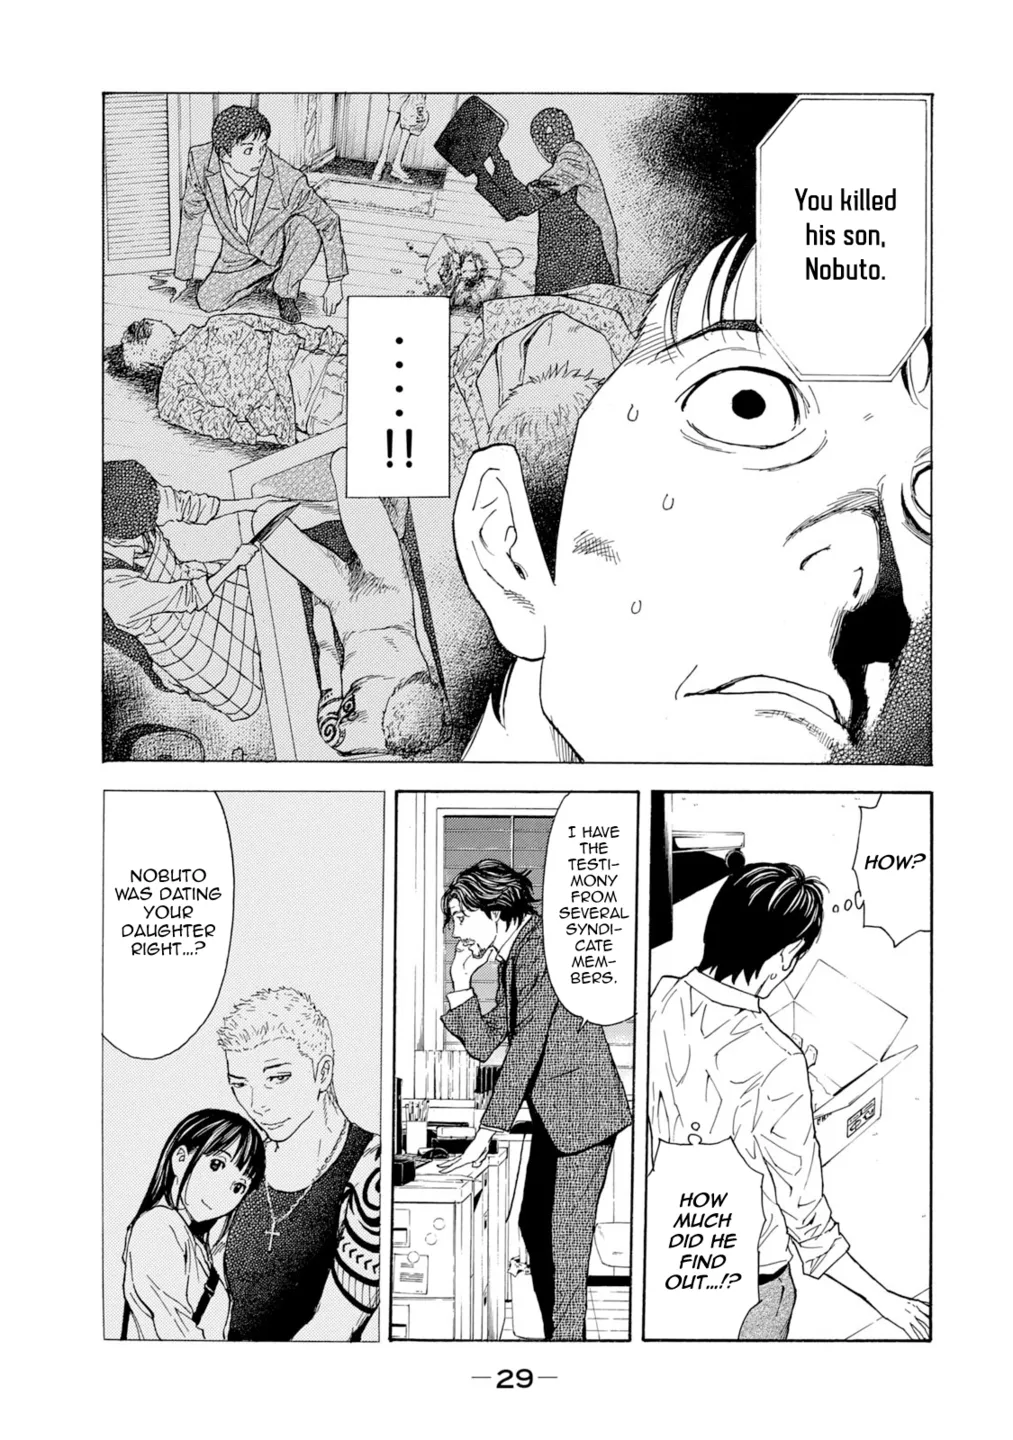 You killed
his son,
Nobuto.
.....!!
HOW?
HOW
MUCH
DID HE
FIND
OUT...!?
I HAVE
THE
TESTI-
MONY
FROM
SEVERAL
SYNDI-
CATE
MEM-
BERS.
NOBUTO
WAS DATING
YOUR
DAUGHTER
RIGHT...?
—29—